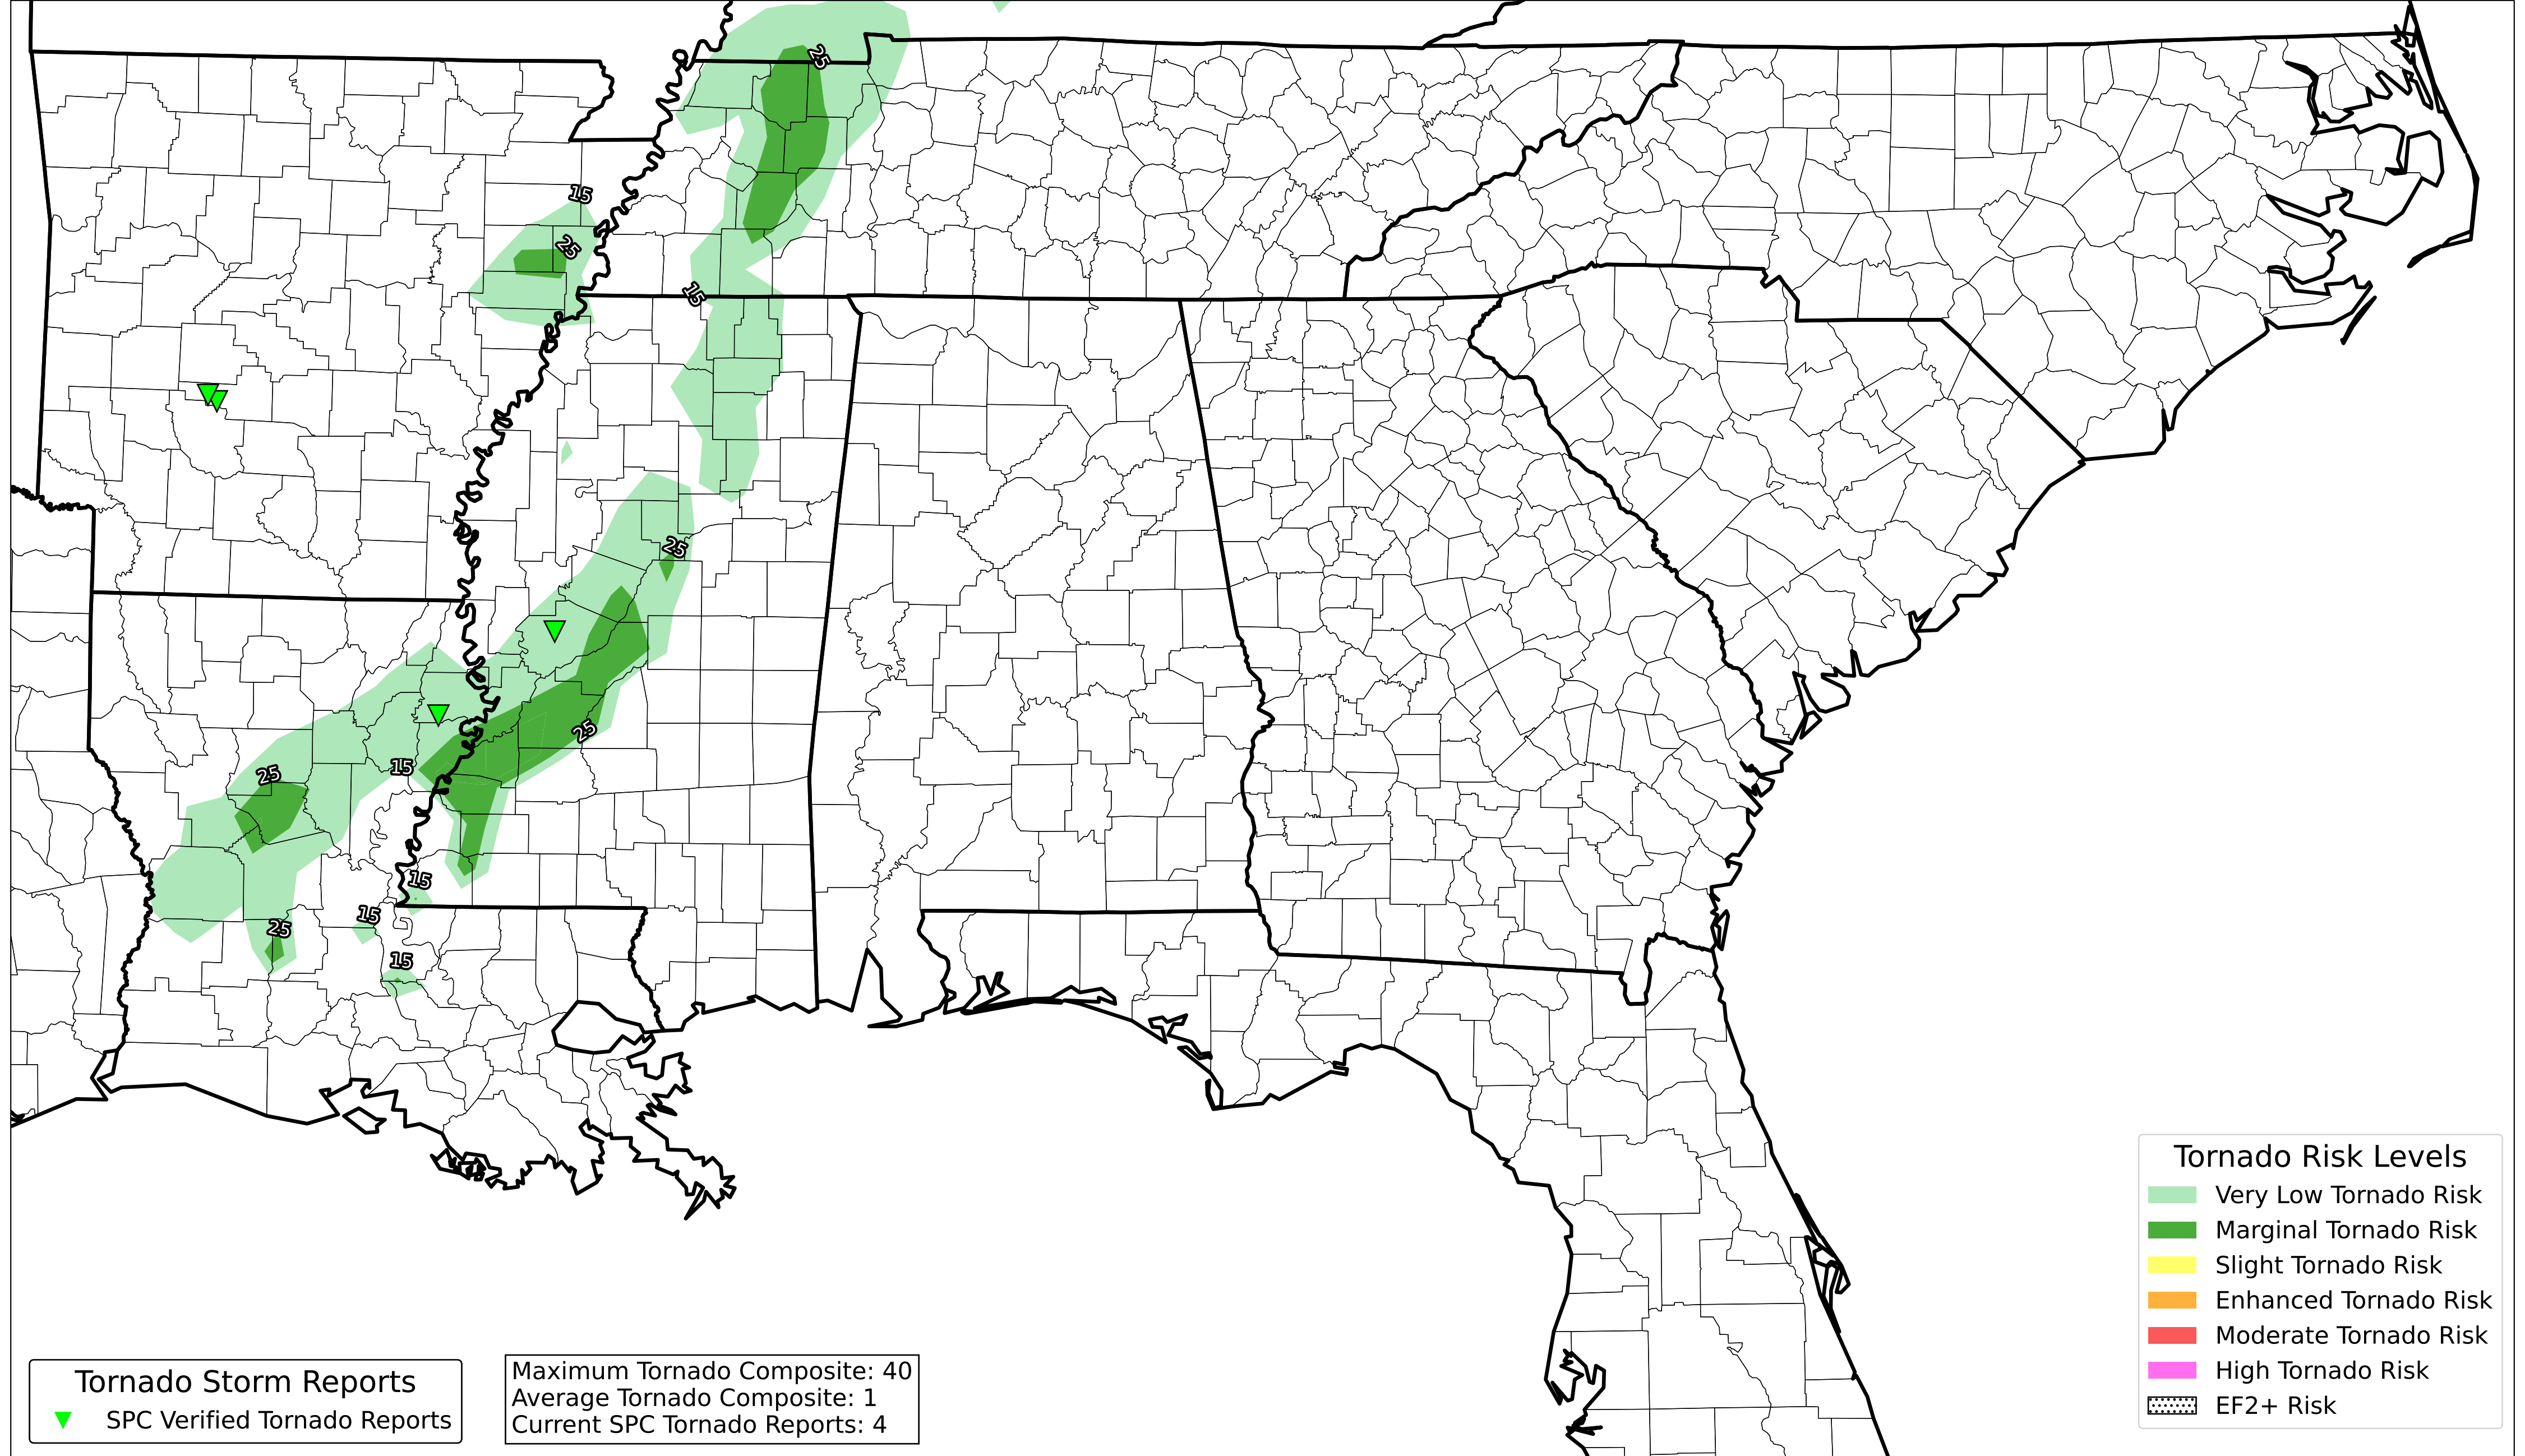 25
15
25
15
25
25
25
15
15
15
25
15
Tornado Risk Levels
Very Low Tornado Risk
Marginal Tornado Risk
Slight Tornado Risk
Enhanced Tornado Risk
Moderate Tornado Risk
High Tornado Risk
EF2+ Risk
Tornado Storm Reports
SPC Verified Tornado Reports
Maximum Tornado Composite: 40
Average Tornado Composite: 1
Current SPC Tornado Reports: 4